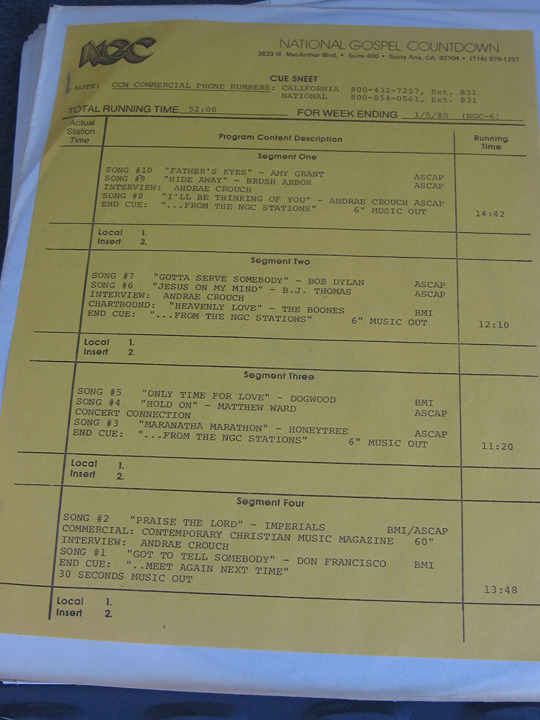 NGC
NATIONAL GOSPEL COUNTDOWN
3633 W. MacArthur Blvd. • Suite 400 • Santa Ana, CA. 92704 • (714) 979-1257
CUE SHEET
NOTE: CCM COMMERCIAL PHONE NUMBERS: CALIFORNIA 800-432-7257, Ext. 831
NATIONAL 800-854-0561, Ext. 831
TOTAL RUNNING TIME 52:00 FOR WEEK ENDING 1/5/80 (NGC-6)
Actual Station Time Program Content Description Running Time
Segment One
SONG #10 "FATHER'S EYES" - AMY GRANT ASCAP
SONG #9 "HIDE AWAY" - BRUSH ARBOR ASCAP
INTERVIEW: ANDRAE CROUCH
SONG #8 "I'LL BE THINKING OF YOU" - ANDRAE CROUCH ASCAP
END CUE: "...FROM THE NGC STATIONS" 6" MUSIC OUT 14:42
Local 1.
Insert 2.
Segment Two
SONG #7 "GOTTA SERVE SOMEBODY" - BOB DYLAN ASCAP
SONG #6 "JESUS ON MY MIND" - B.J. THOMAS ASCAP
INTERVIEW: ANDRAE CROUCH
CHARTBOUND: "HEAVENLY LOVE" - THE BOONES BMI
END CUE: "...FROM THE NGC STATIONS" 6" MUSIC OUT 12:10
Local 1.
Insert 2.
Segment Three
SONG #5 "ONLY TIME FOR LOVE" - DOGWOOD BMI
SONG #4 "HOLD ON" - MATTHEW WARD ASCAP
CONCERT CONNECTION
SONG #3 "MARANATHA MARATHON" - HONEYTREE ASCAP
END CUE: "...FROM THE NGC STATIONS" 6" MUSIC OUT 11:20
Local 1.
Insert 2.
Segment Four
SONG #2 "PRAISE THE LORD" - IMPERIALS BMI/ASCAP
COMMERCIAL: CONTEMPORARY CHRISTIAN MUSIC MAGAZINE 60"
INTERVIEW: ANDRAE CROUCH
SONG #1 "GOT TO TELL SOMEBODY" - DON FRANCISCO BMI
END CUE: "..MEET AGAIN NEXT TIME"
30 SECONDS MUSIC OUT 13:48
Local 1.
Insert 2.